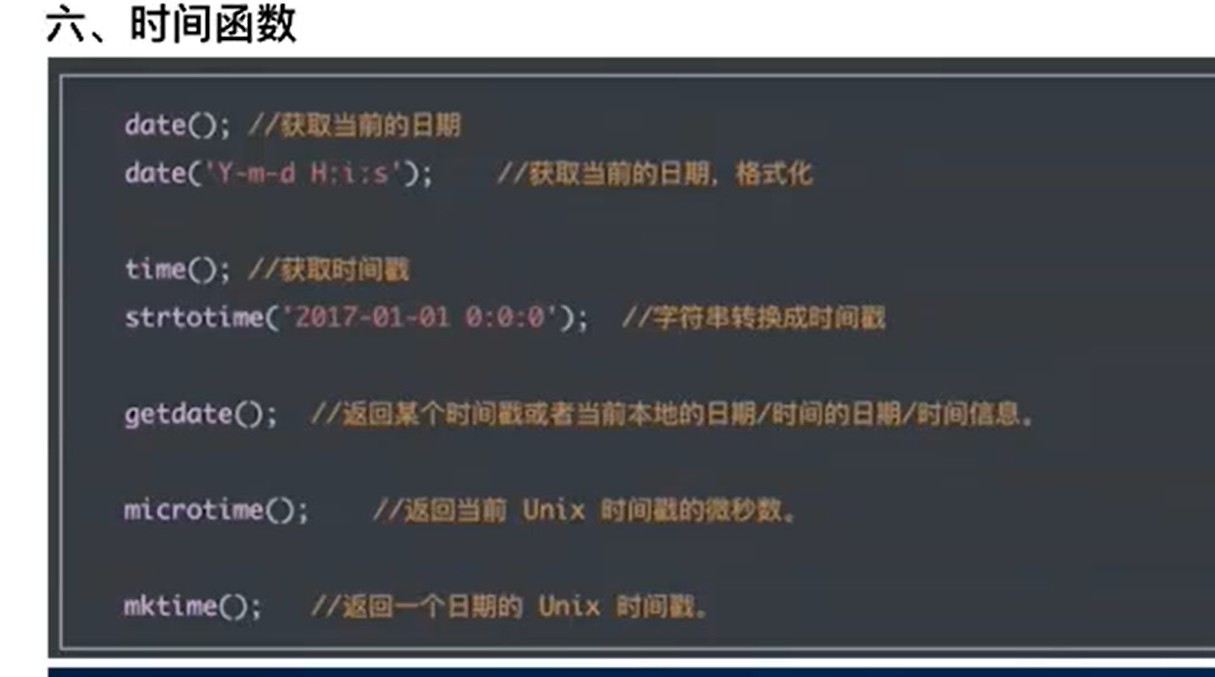 六、时间函数
date(); //获取当前的日期
date('Y-m-d H:i:s'); //获取当前的日期，格式化
time(); //获取时间戳
strtotime('2017-01-01 0:0:0'); //字符串转换成时间戳
getdate(); //返回某个时间戳或者当前本地的日期/时间的日期/时间信息。
microtime(); //返回当前 Unix 时间戳的微秒数。
mktime(); //返回一个日期的 Unix 时间戳。